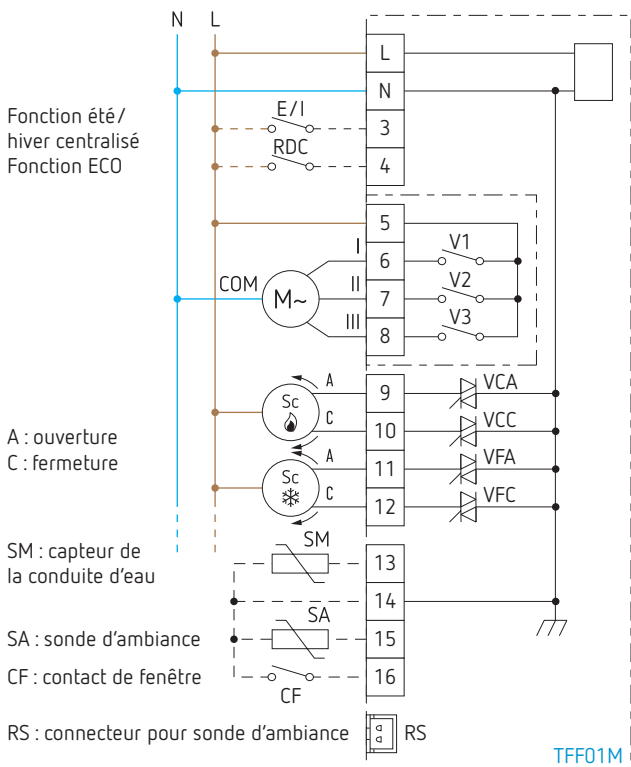 N L
L
N
Fonction été/
hiver centralisé
Fonction ECO
E/I
3
RDC
4
5
I
6
V1
COM
M~
II
7
V2
III
8
V3
A
9
VCA
Sc
C
10
VCC
A : ouverture
C : fermeture
A
11
VFA
Sc
C
12
VFC
SM : capteur de
la conduite d'eau
SM
13
14
SA : sonde d'ambiance
SA
15
CF : contact de fenêtre
CF
16
RS : connecteur pour sonde d'ambiance
RS
TFF01M